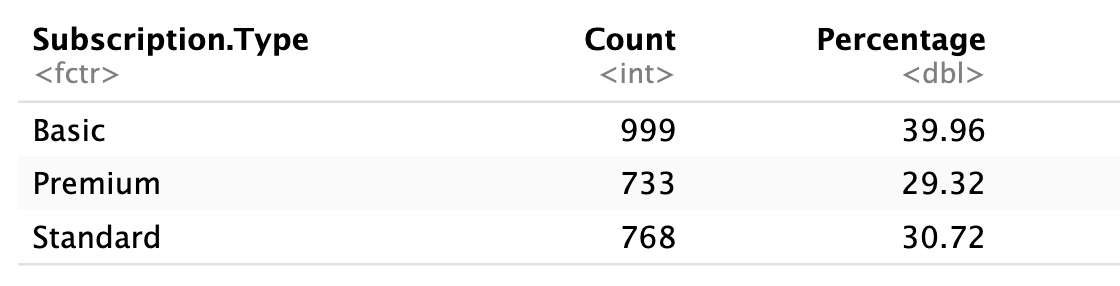 Subscription.Type Count Percentage
<fctr> <int> <dbl>
Basic 999 39.96
Premium 733 29.32
Standard 768 30.72